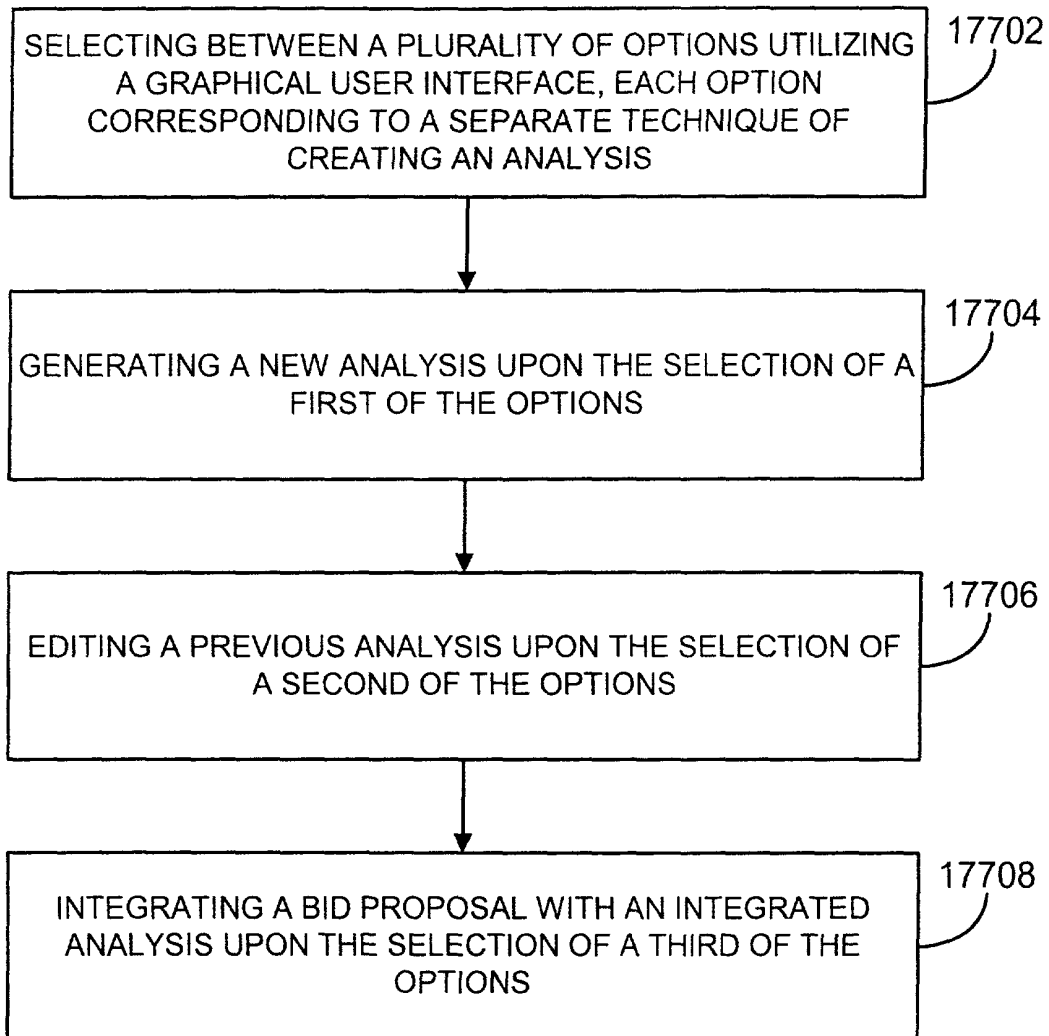 SELECTING BETWEEN A PLURALITY OF OPTIONS UTILIZING
A GRAPHICAL USER INTERFACE, EACH OPTION
CORRESPONDING TO A SEPARATE TECHNIQUE OF
CREATING AN ANALYSIS
17702
GENERATING A NEW ANALYSIS UPON THE SELECTION OF A
FIRST OF THE OPTIONS
17704
EDITING A PREVIOUS ANALYSIS UPON THE SELECTION OF
A SECOND OF THE OPTIONS
17706
INTEGRATING A BID PROPOSAL WITH AN INTEGRATED
ANALYSIS UPON THE SELECTION OF A THIRD OF THE
OPTIONS
17708